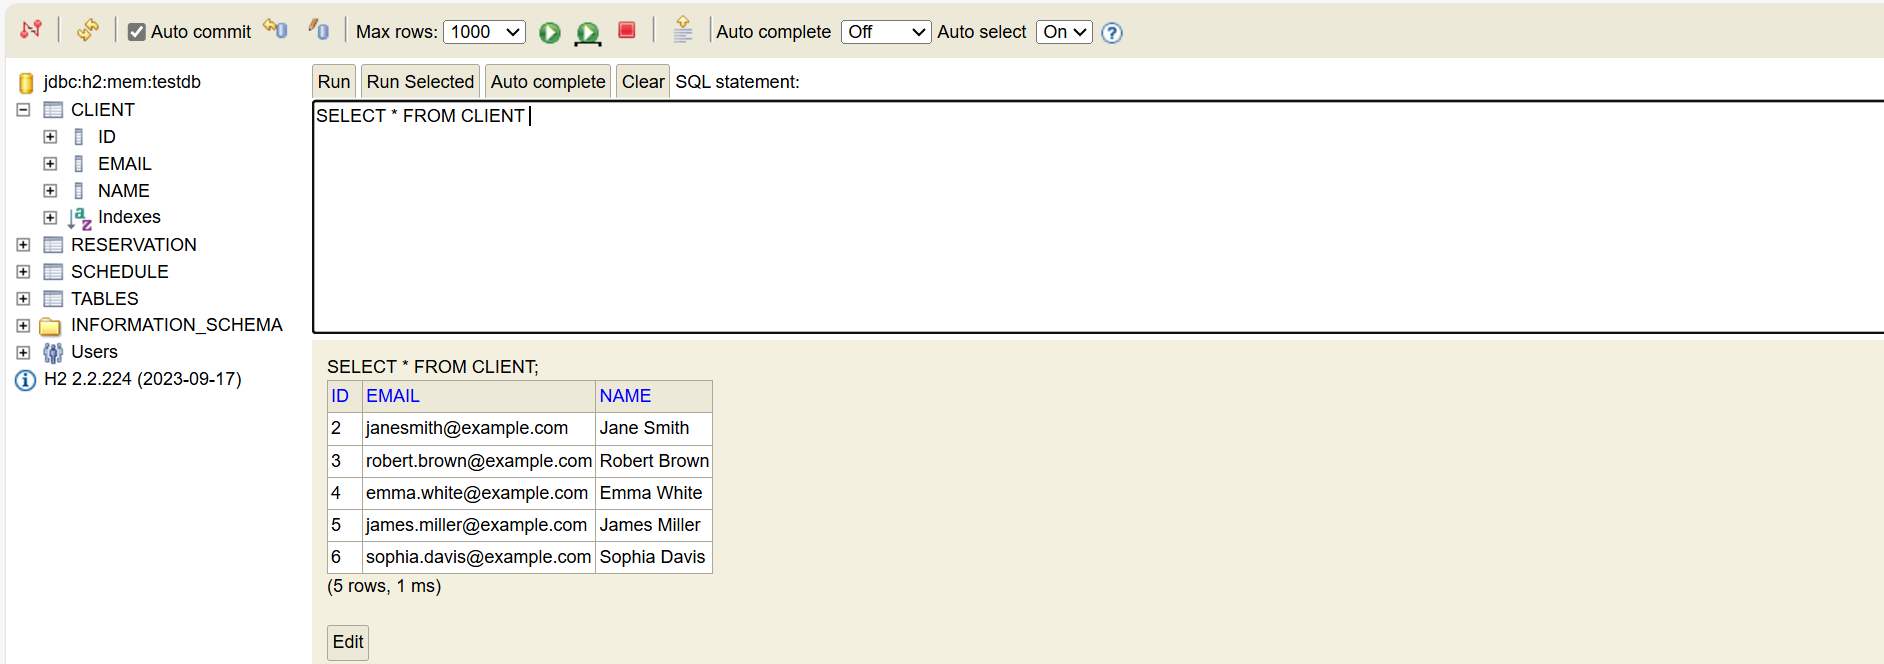 Auto commit Max rows: 1000 Auto complete Off Auto select On ?
jdbc:h2:mem:testdb
CLIENT
ID
EMAIL
NAME
Indexes
RESERVATION
SCHEDULE
TABLES
INFORMATION_SCHEMA
Users
H2 2.2.224 (2023-09-17)
Run Run Selected Auto complete Clear SQL statement:
SELECT * FROM CLIENT
SELECT * FROM CLIENT;
ID EMAIL NAME
2 janesmith@example.com Jane Smith
3 robert.brown@example.com Robert Brown
4 emma.white@example.com Emma White
5 james.miller@example.com James Miller
6 sophia.davis@example.com Sophia Davis
(5 rows, 1 ms)
Edit